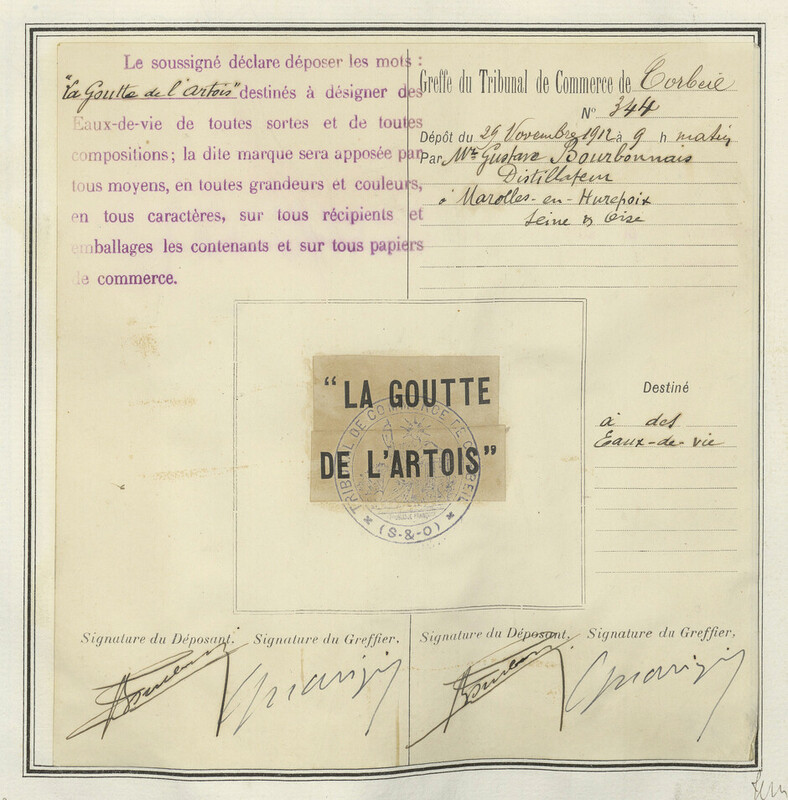 Le soussigné déclare déposer les mots :
"La Goutte de l'Artois" destinés à désigner des
Eaux-de-vie de toutes sortes et de toutes
compositions; la dite marque sera apposée par
tous moyens, en toutes grandeurs et couleurs,
en tous caractères, sur tous récipients et
emballages les contenants et sur tous papiers
de commerce.
Greffe du Tribunal de Commerce de Corbeil
N° 344
Dépôt du 29 Novembre 1912 à 9 h matin
Par Mr Gustave Bourbonnais
Distillateur
à Marolles-en-Hurepoix
Seine & Oise
"LA GOUTTE
DE L'ARTOIS"
TRIBUNAL DE COMMERCE DE CORBEIL
(S-&-O)
Destiné
à des
Eaux-de-vie
Signature du Déposant. Signature du Greffier.
Signature du Déposant. Signature du Greffier.